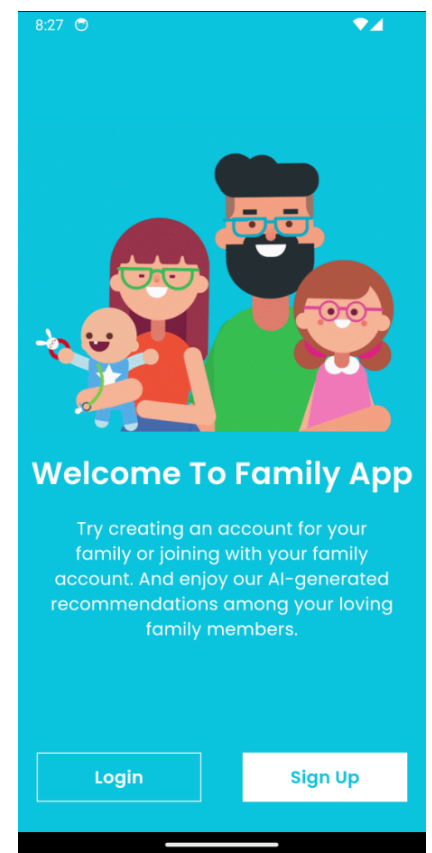 8:27
Welcome To Family App
Try creating an account for your
family or joining with your family
account. And enjoy our AI-generated
recommendations among your loving
family members.
Login
Sign Up